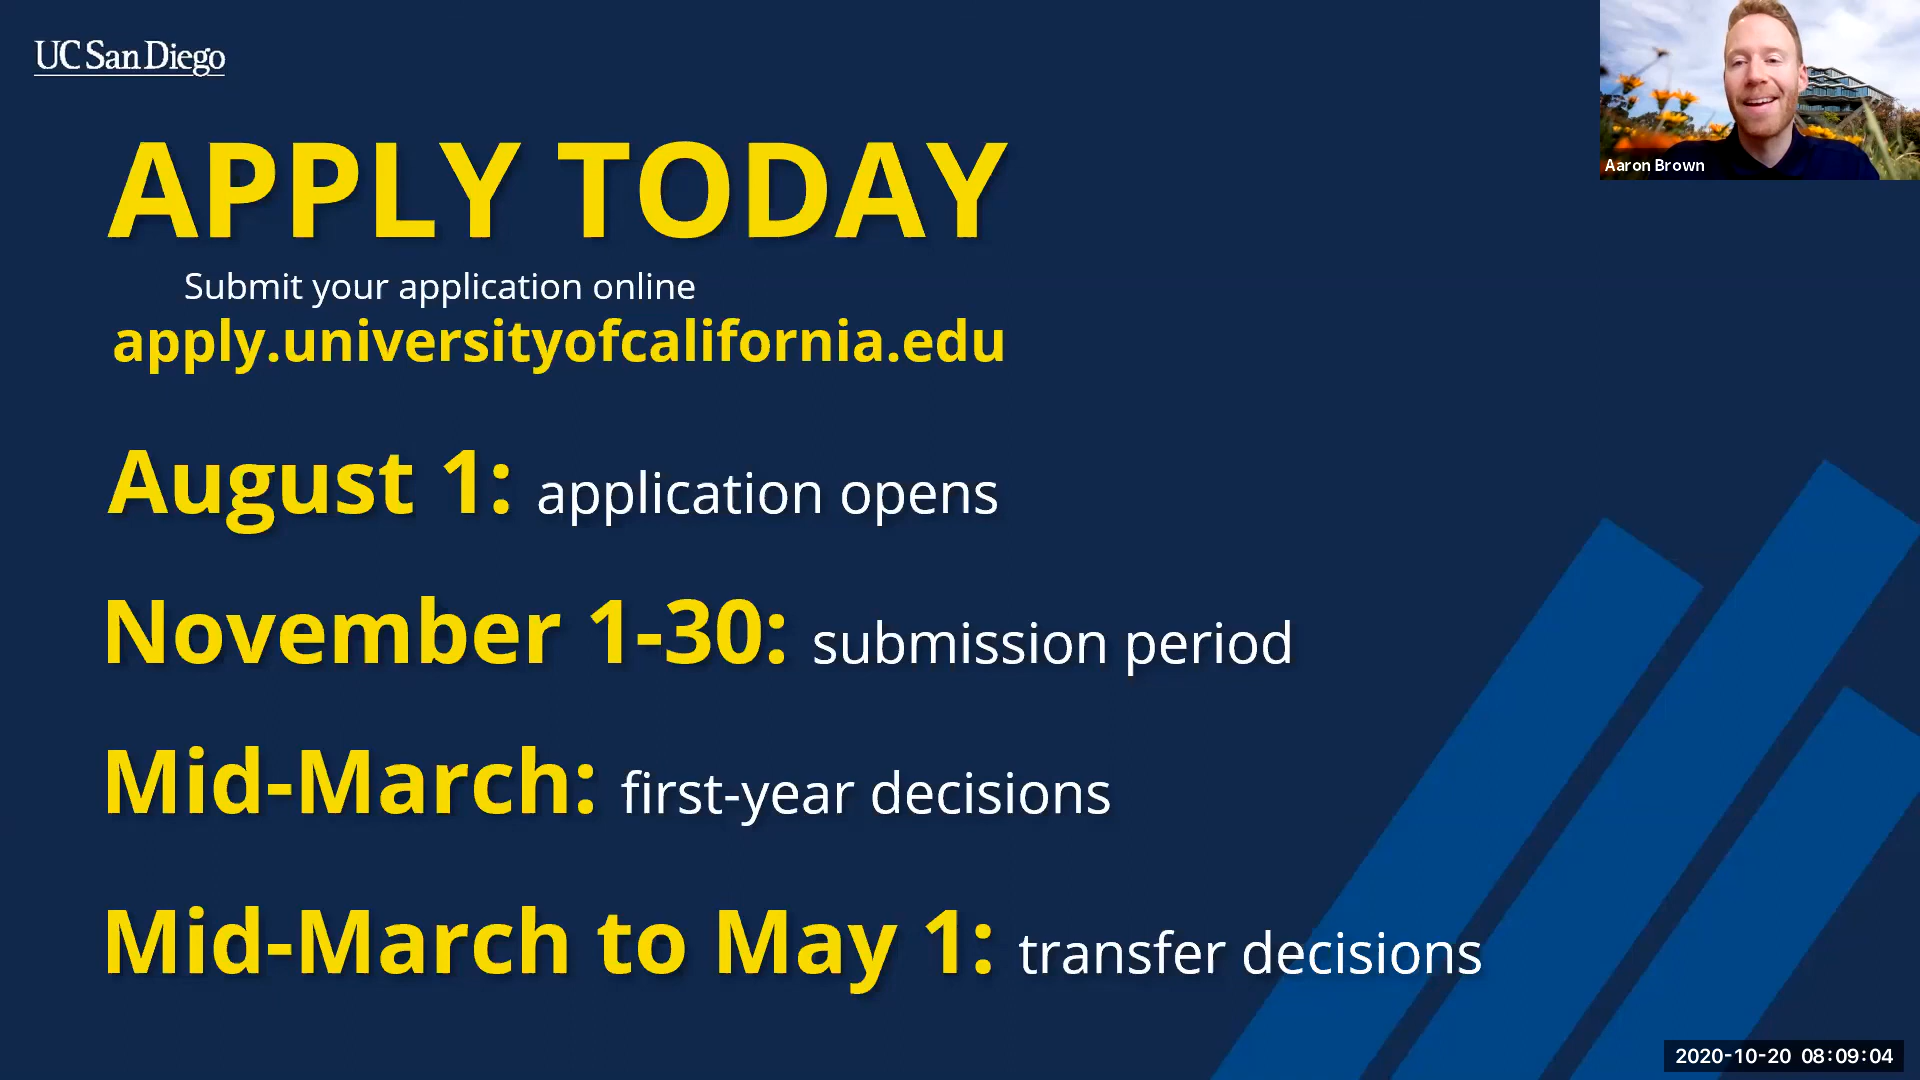 UC San Diego
Aaron Brown
APPLY TODAY
Submit your application online
apply.universityofcalifornia.edu
August 1: application opens
November 1-30: submission period
Mid-March: first-year decisions
Mid-March to May 1: transfer decisions
2020-10-20 08:09:04